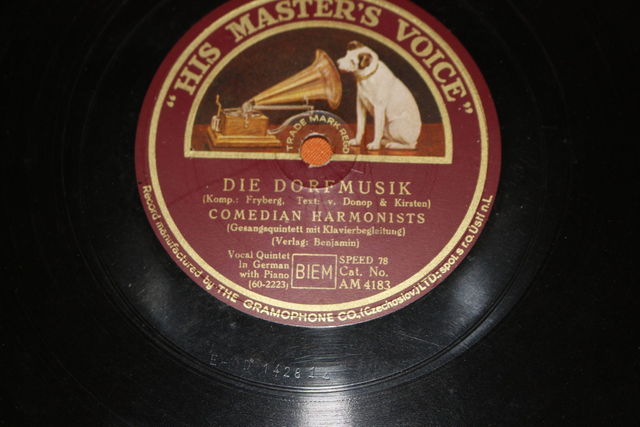 "HIS MASTER'S VOICE"
TRADE MARK REGD
DIE DORFMUSIK
(Komp.: Fryberg, Text: v. Donop & Kirsten)
COMEDIAN HARMONISTS
(Gesangsquintett mit Klavierbegleitung)
(Verlag: Benjamin)
Vocal Quintet
In German
with Piano
(60-2223)
BIEM
SPEED 78
Cat. No.
AM 4183
Record manufactured by THE GRAMOPHONE CO., (Czechoslov.) LTD.: spol. s r.o. Ústí n.L.